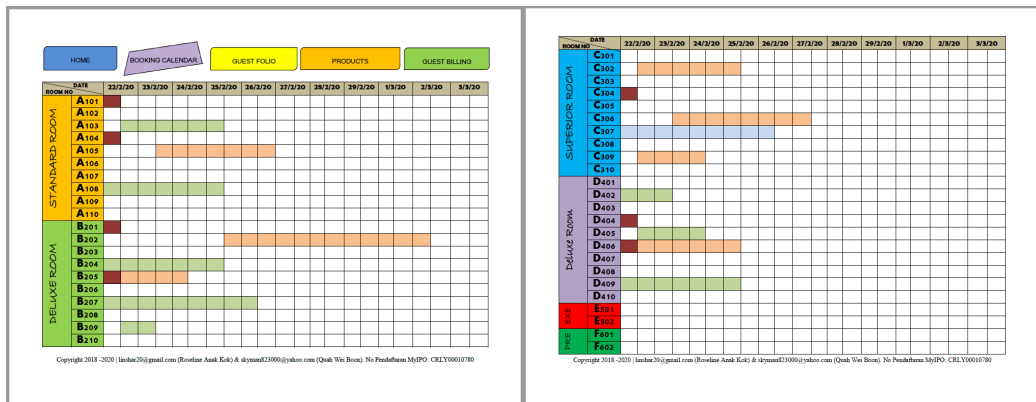 HOME BOOKING CALENDAR GUEST FOLIO PRODUCTS GUEST BILLING
DATE
ROOM NO
22/2/20 23/2/20 24/2/20 25/2/20 26/2/20 27/2/20 28/2/20 29/2/20 1/3/20 2/3/20 3/3/20
STANDARD ROOM
A101
A102
A103
A104
A105
A106
A107
A108
A109
A110
DELUXE ROOM
B201
B202
B203
B204
B205
B206
B207
B208
B209
B210
Copyright 2018 -2020 | linshar20@gmail.com (Roseline Anak Kok) & skyman823000@yahoo.com (Quah Wei Boon). No Pendaftaran MyIPO: CRLY00010780
DATE
ROOM NO
22/2/20 23/2/20 24/2/20 25/2/20 26/2/20 27/2/20 28/2/20 29/2/20 1/3/20 2/3/20 3/3/20
SUPERIOR ROOM
C301
C302
C303
C304
C305
C306
C307
C308
C309
C310
Deluxe Room
D401
D402
D403
D404
D405
D406
D407
D408
D409
D410
EXE
E501
E502
PRE
F601
F602
Copyright 2018 -2020 | linshar20@gmail.com (Roseline Anak Kok) & skyman823000@yahoo.com (Quah Wei Boon). No Pendaftaran MyIPO: CRLY00010780